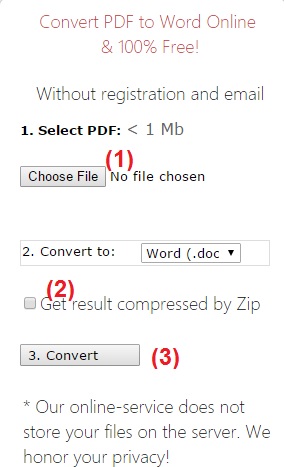 Convert PDF to Word Online
& 100% Free!
Without registration and email
1. Select PDF: < 1 Mb
(1)
Choose File No file chosen
2. Convert to: Word (.doc
(2)
Get result compressed by Zip
3. Convert (3)
* Our online-service does not
store your files on the server. We
honor your privacy!